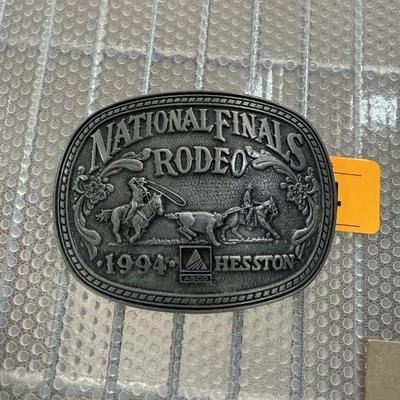 NATIONAL FINALS
RODEO
• 1994 • HESSTON
AGCO